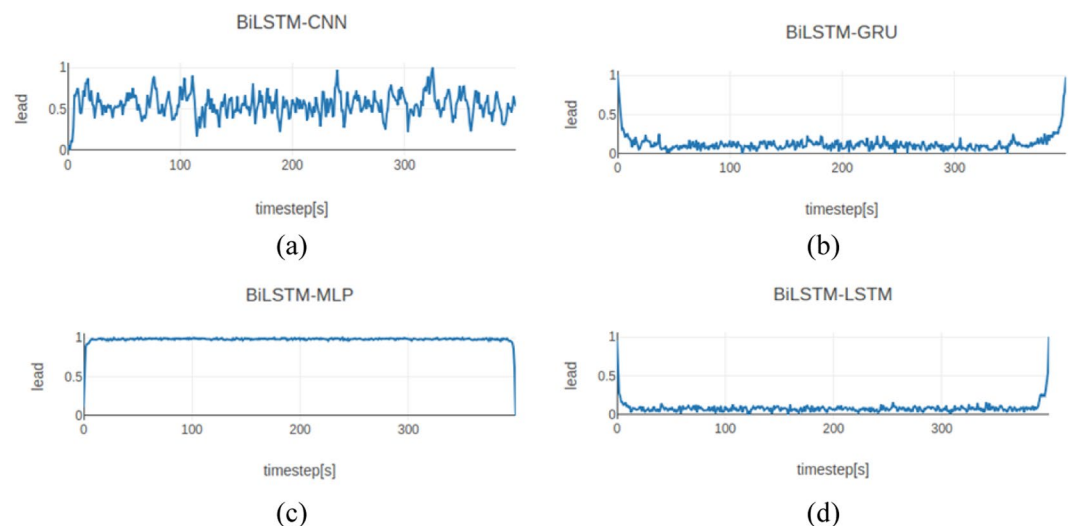 BiLSTM-CNN
1
0.5
0
lead
0
100
200
300
timestep[s]
(a)
BiLSTM-GRU
1
0.5
0
lead
0
100
200
300
timestep[s]
(b)
BiLSTM-MLP
1
0.5
0
lead
0
100
200
300
timestep[s]
(c)
BiLSTM-LSTM
1
0.5
0
lead
0
100
200
300
timestep[s]
(d)